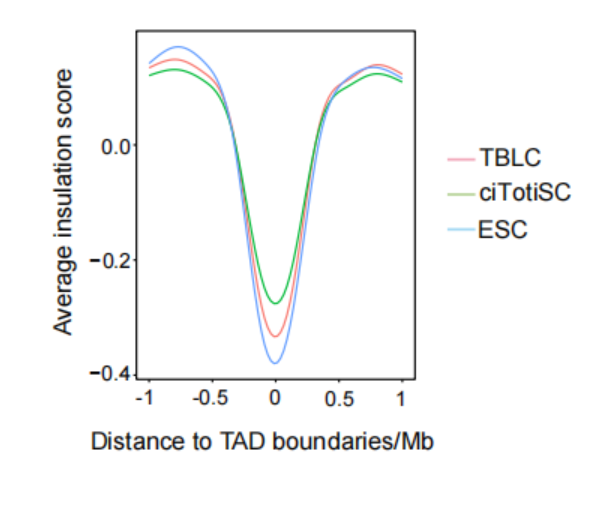 Average insulation score
0.0
−0.2
−0.4
-1 -0.5 0 0.5 1
Distance to TAD boundaries/Mb
TBLC
ciTotiSC
ESC